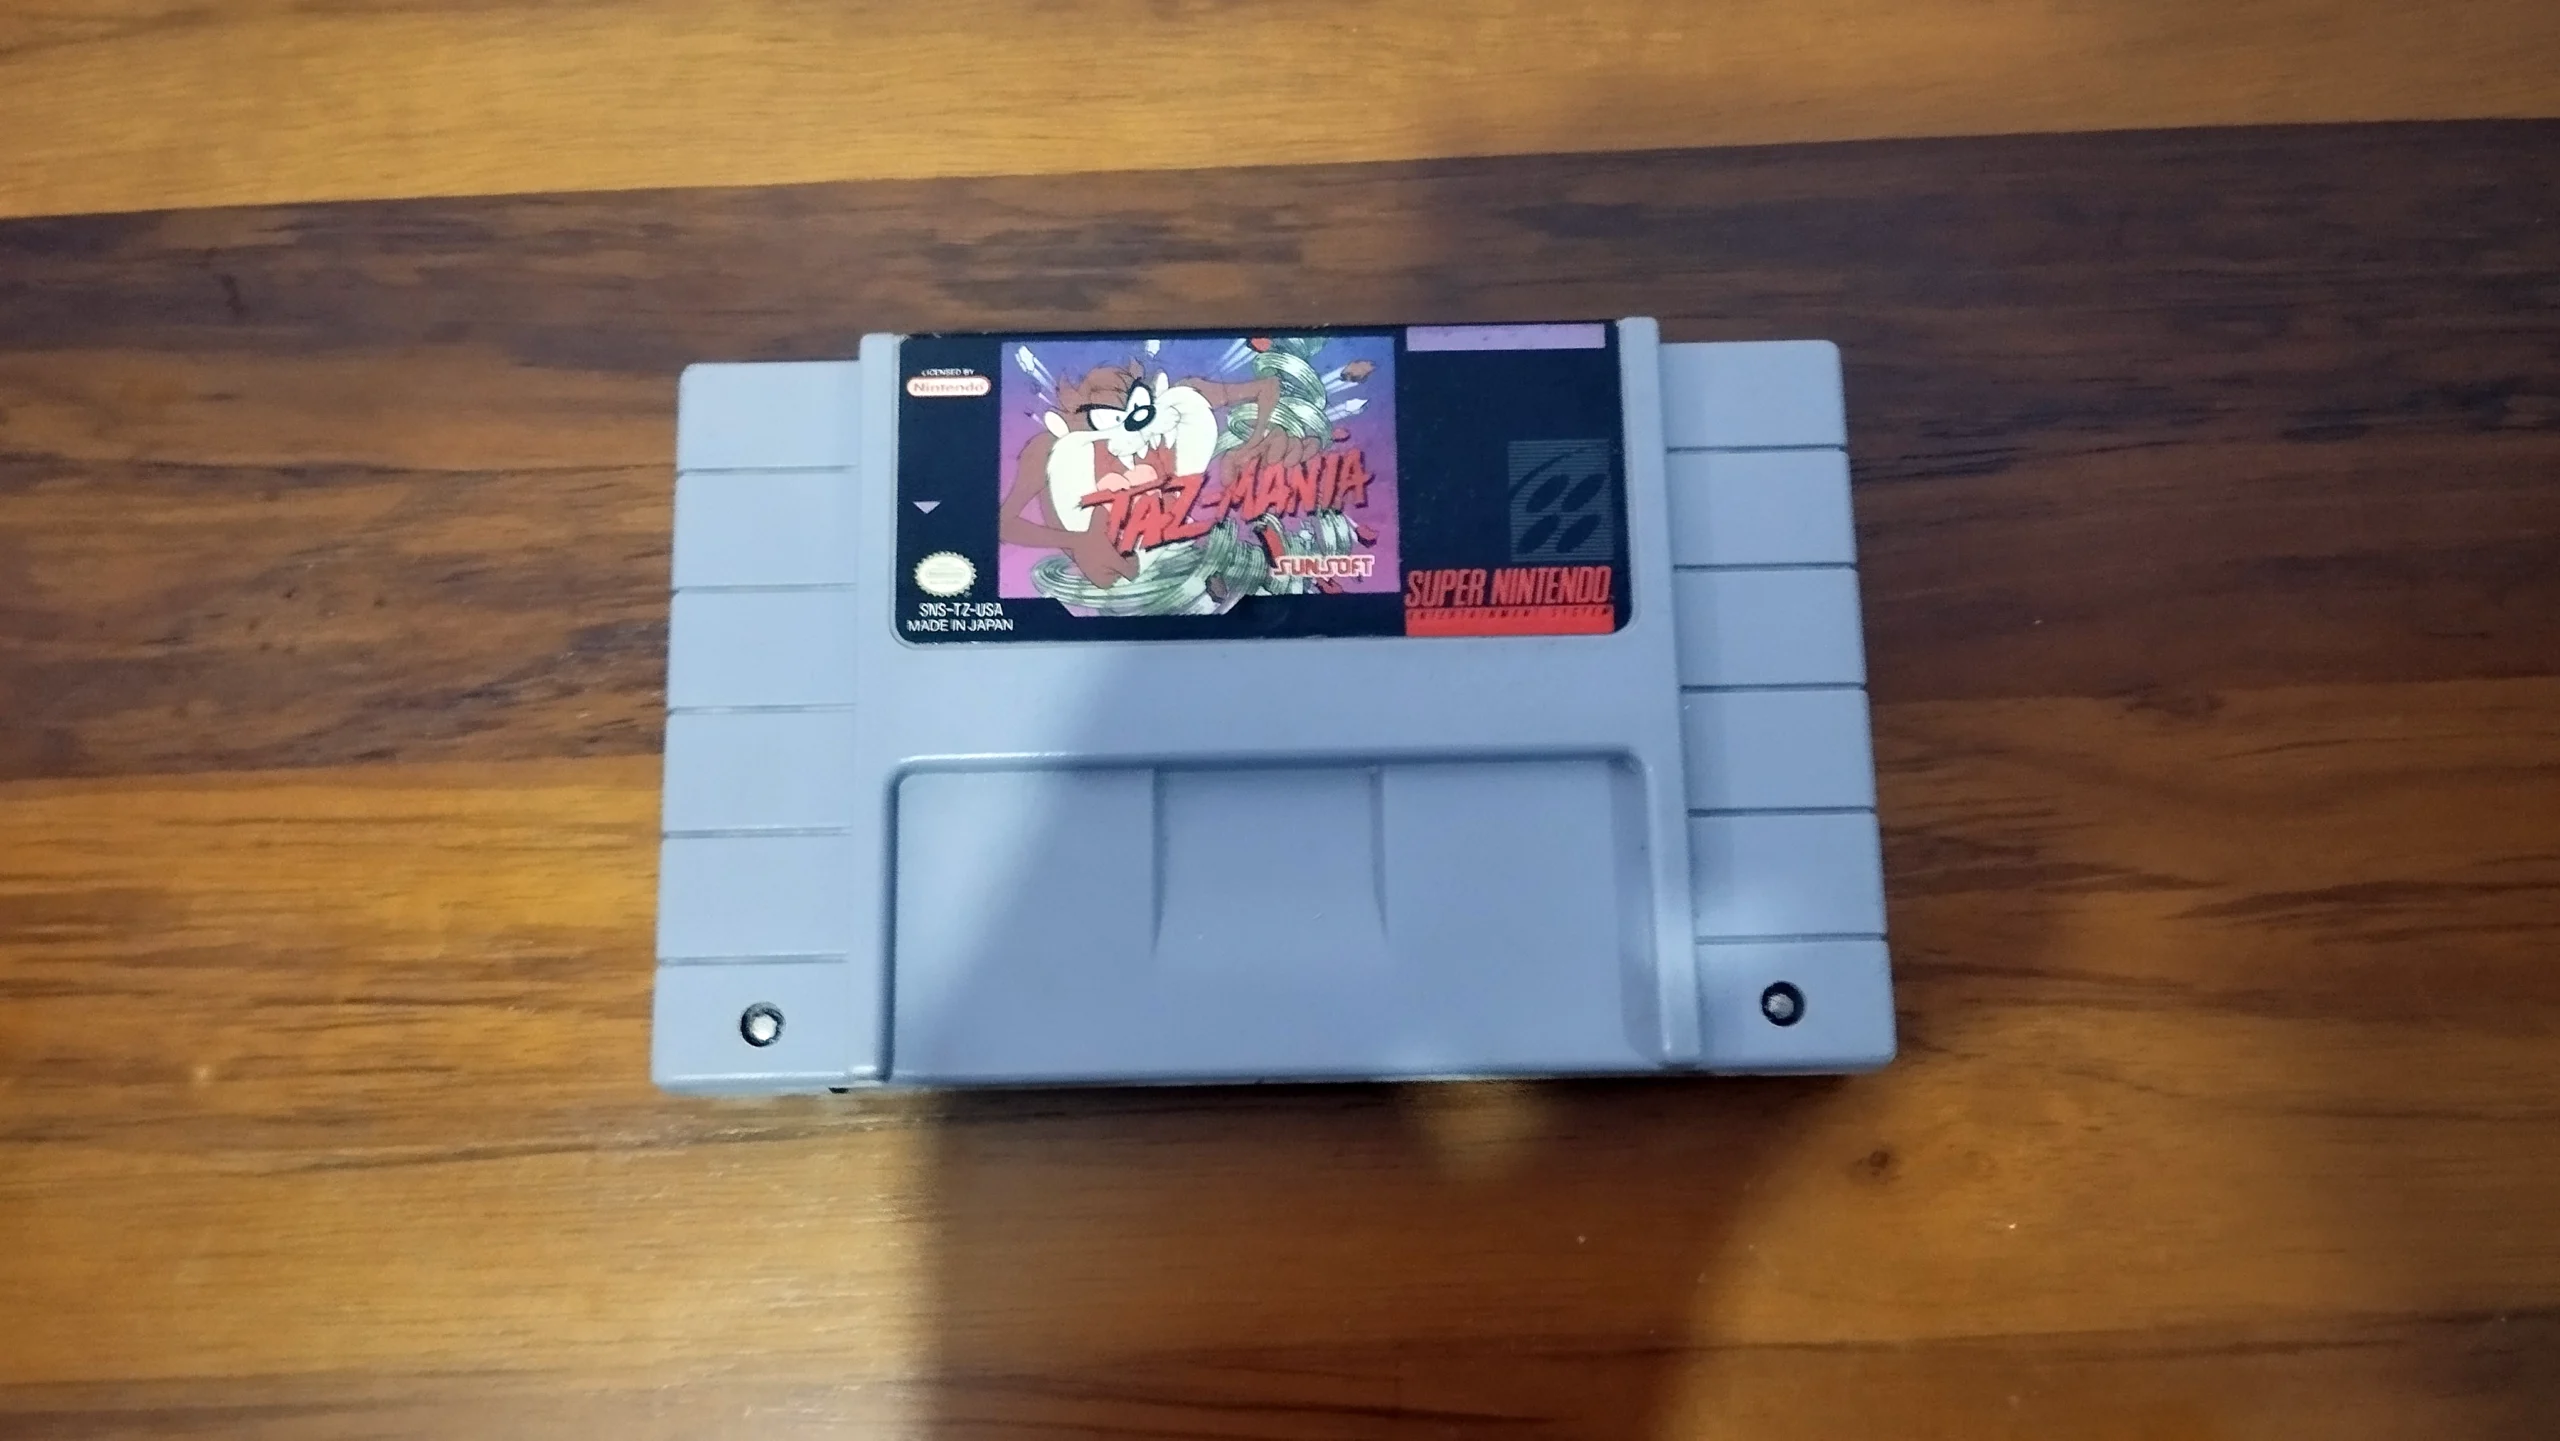 LICENSED BY
Nintendo
TAZ-MANIA
SUNSOFT
SNS-TZ-USA
MADE IN JAPAN
SUPER NINTENDO
ENTERTAINMENT SYSTEM